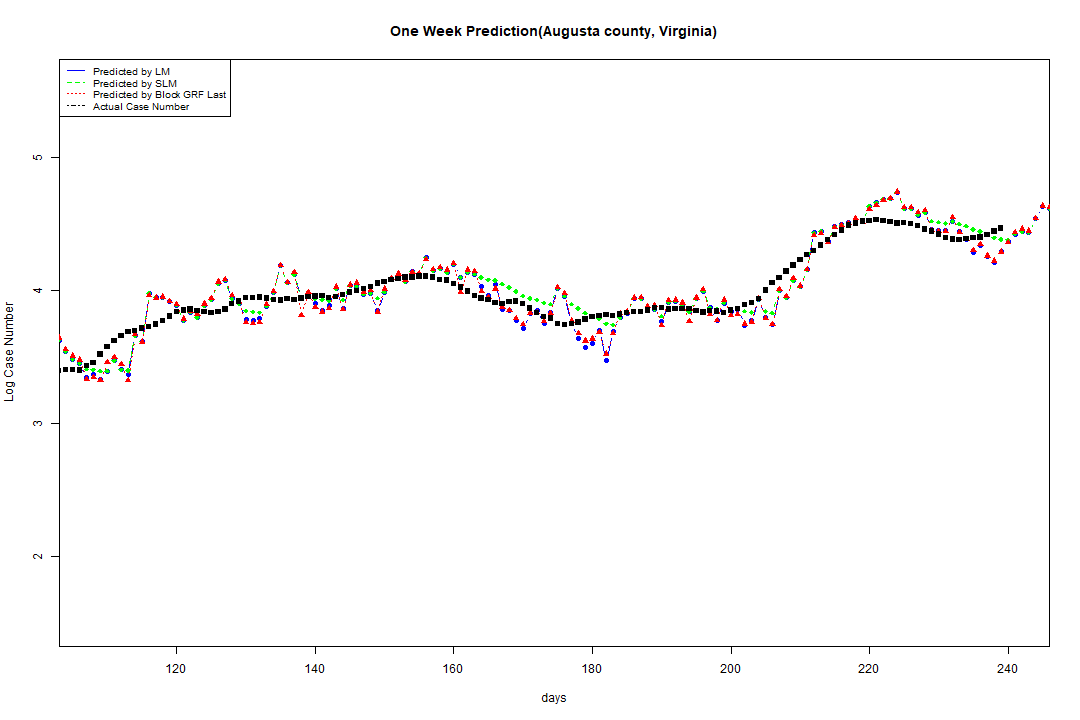 One Week Prediction(Augusta county, Virginia)
Predicted by LM
Predicted by SLM
Predicted by Block GRF Last
Actual Case Number
5
4
3
2
Log Case Number
120 140 160 180 200 220 240
days